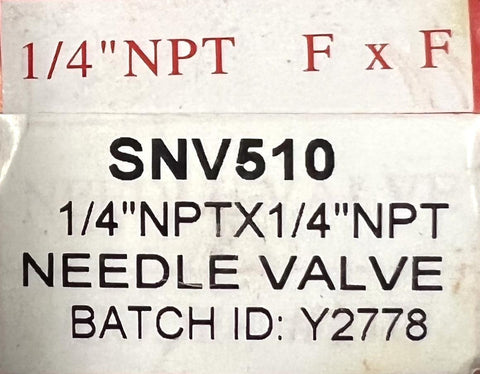 1/4"NPT F x F
SNV510
1/4"NPTX1/4"NPT
NEEDLE VALVE
BATCH ID: Y2778